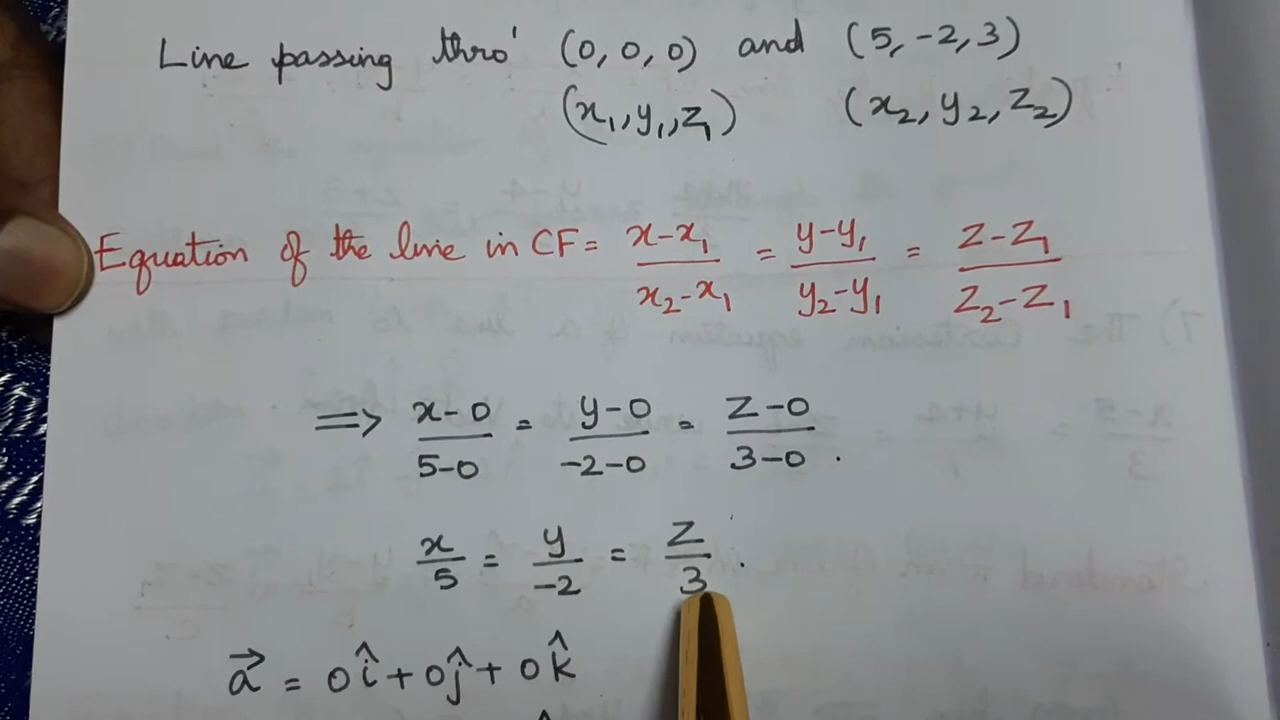 Line passing thro' (0, 0, 0) and (5, -2, 3)
(x₁, y₁, z₁) (x₂, y₂, z₂)
Equation of the line in CF = (x-x₁)/(x₂-x₁) = (y-y₁)/(y₂-y₁) = (z-z₁)/(z₂-z₁)
=> (x-0)/(5-0) = (y-0)/(-2-0) = (z-0)/(3-0) .
x/5 = y/-2 = z/3 .
a⃗ = 0î + 0ĵ + 0k̂